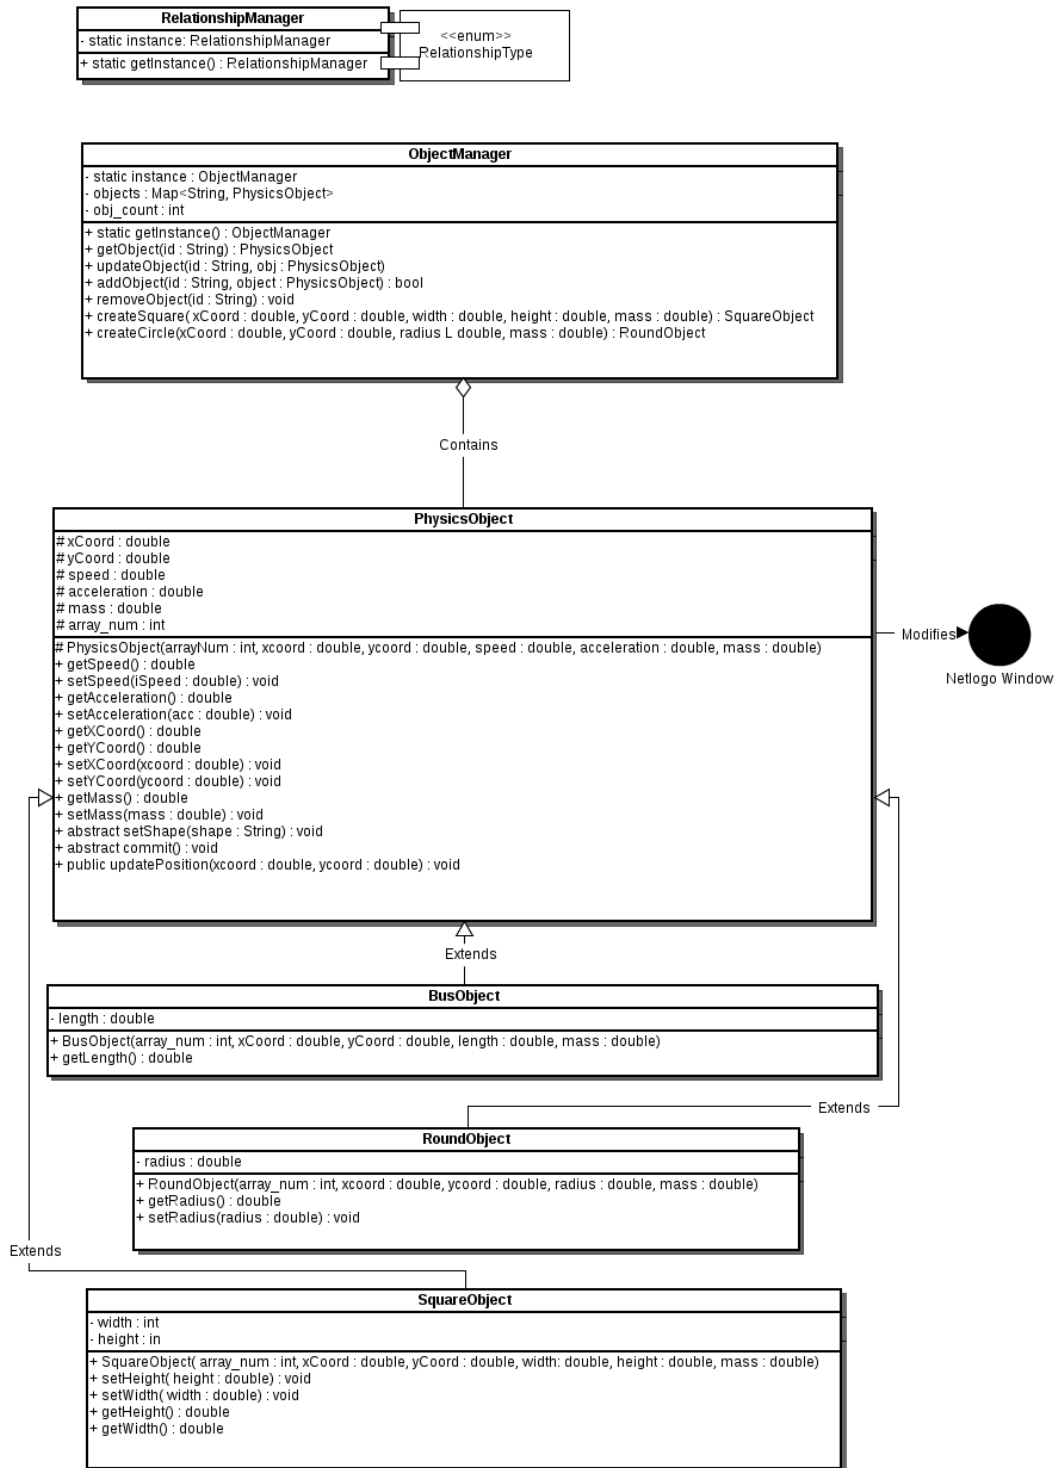 RelationshipManager
- static instance: RelationshipManager
+ static getInstance() : RelationshipManager
<<enum>>
RelationshipType
ObjectManager
- static instance : ObjectManager
- objects : Map<String, PhysicsObject>
- obj_count : int
+ static getInstance() : ObjectManager
+ getObject(id : String) : PhysicsObject
+ updateObject(id : String, obj : PhysicsObject)
+ addObject(id : String, object : PhysicsObject) : bool
+ removeObject(id : String) : void
+ createSquare( xCoord : double, yCoord : double, width : double, height : double, mass : double) : SquareObject
+ createCircle(xCoord : double, yCoord : double, radius L double, mass : double) : RoundObject
Contains
PhysicsObject
# xCoord : double
# yCoord : double
# speed : double
# acceleration : double
# mass : double
# array_num : int
# PhysicsObject(arrayNum : int, xcoord : double, ycoord : double, speed : double, acceleration : double, mass : double)
+ getSpeed() : double
+ setSpeed(iSpeed : double) : void
+ getAcceleration() : double
+ setAcceleration(acc : double) : void
+ getXCoord() : double
+ getYCoord() : double
+ setXCoord(xcoord : double) : void
+ setYCoord(ycoord : double) : void
+ getMass() : double
+ setMass(mass : double) : void
+ abstract setShape(shape : String) : void
+ abstract commit() : void
+ public updatePosition(xcoord : double, ycoord : double) : void
Modifies
Netlogo Window
Extends
BusObject
- length : double
+ BusObject(array_num : int, xCoord : double, yCoord : double, length : double, mass : double)
+ getLength() : double
Extends
RoundObject
- radius : double
+ RoundObject(array_num : int, xcoord : double, ycoord : double, radius : double, mass : double)
+ getRadius() : double
+ setRadius(radius : double) : void
Extends
SquareObject
- width : int
- height : in
+ SquareObject( array_num : int, xCoord : double, yCoord : double, width: double, height : double, mass : double)
+ setHeight( height : double) : void
+ setWidth( width : double) : void
+ getHeight() : double
+ getWidth() : double